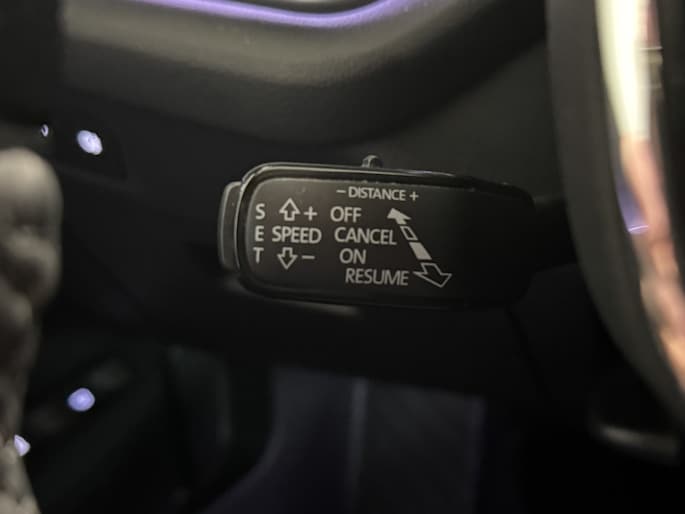 − DISTANCE +
S + OFF
E SPEED CANCEL
T − ON
RESUME